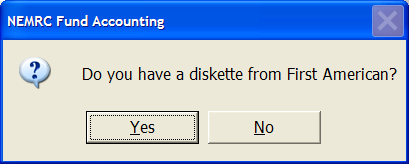 NEMRC Fund Accounting
Do you have a diskette from First American?
Yes No